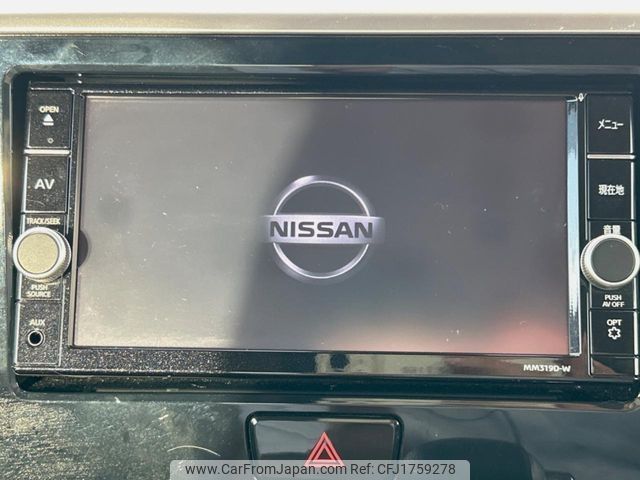 OPEN
AV
TRACK/SEEK
PUSH
SOURCE
AUX
NISSAN
メニュー
現在地
音量
PUSH
AV OFF
OPT
MM319D-W
www.carFromJapan.com Ref:CFJ1759278